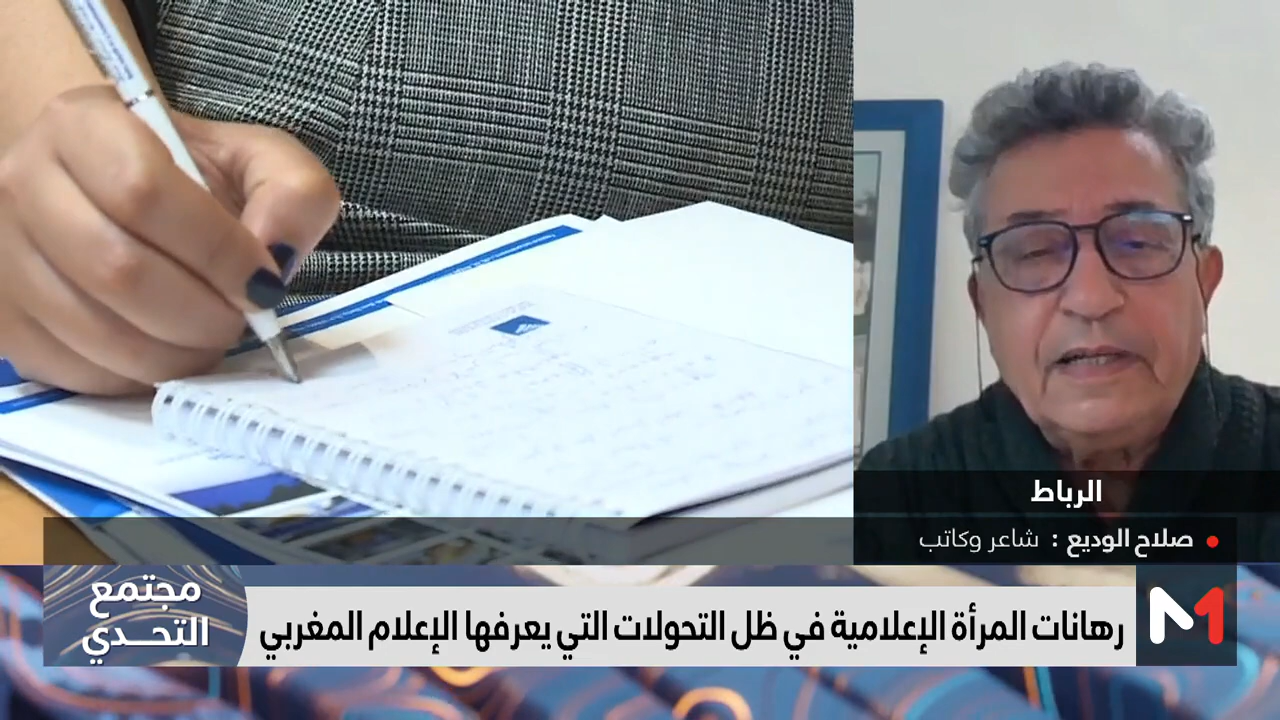 الرباط
صلاح الوديع : شاعر وكاتب
رهانات المرأة الإعلامية في ظل التحولات التي يعرفها الإعلام المغربي
مجتمع
التحدي
M1